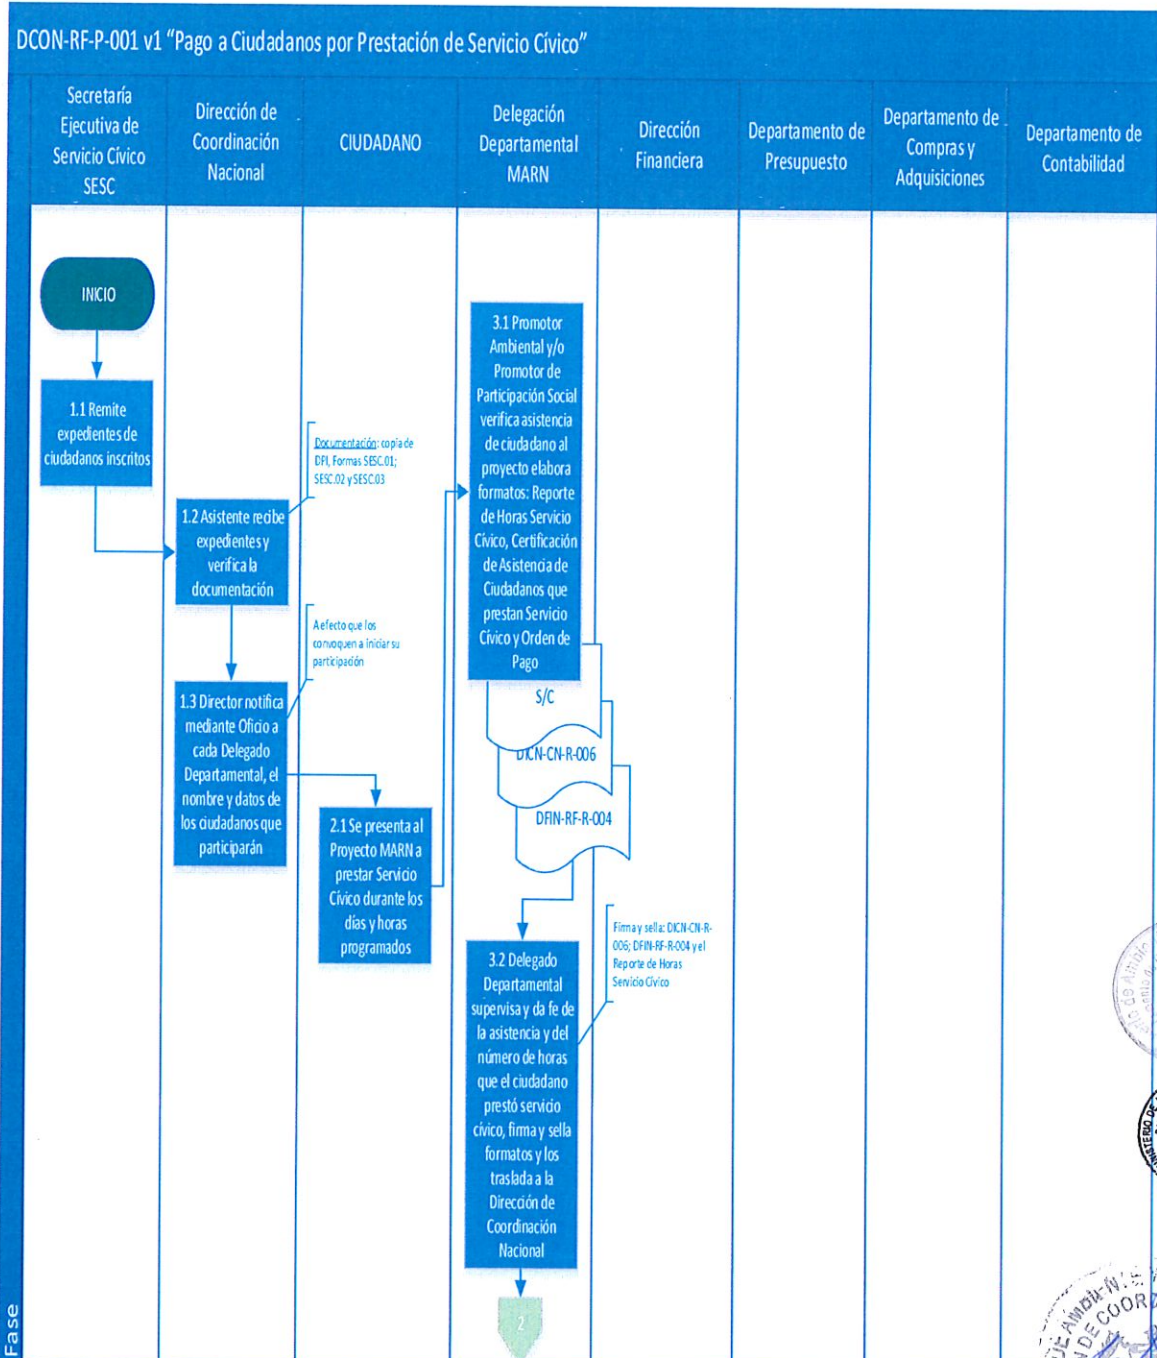 DCON-RF-P-001 v1 “Pago a Ciudadanos por Prestación de Servicio Cívico”
Secretaría
Ejecutiva de
Servicio Cívico
SESC
Dirección de
Coordinación
Nacional
CIUDADANO
Delegación
Departamental
MARN
Dirección
Financiera
Departamento de
Presupuesto
Departamento de
Compras y
Adquisiciones
Departamento de
Contabilidad
INICIO
1.1 Remite
expedientes de
ciudadanos inscritos
Documentación: copia de
DPI, Formas SESC.01;
SESC.02 y SESC.03
1.2 Asistente recibe
expedientes y
verifica la
documentación
A efecto que los
convoquen a iniciar su
participación
1.3 Director notifica
mediante Oficio a
cada Delegado
Departamental, el
nombre y datos de
los ciudadanos que
participarán
2.1 Se presenta al
Proyecto MARN a
prestar Servicio
Cívico durante los
días y horas
programados
3.1 Promotor
Ambiental y/o
Promotor de
Participación Social
verifica asistencia
de ciudadano al
proyecto elabora
formatos: Reporte
de Horas Servicio
Cívico, Certificación
de Asistencia de
Ciudadanos que
prestan Servicio
Cívico y Orden de
Pago
S/C
DICN-CN-R-006
DFIN-RF-R-004
Firma y sella: DICN-CN-R-
006; DFIN-RF-R-004 y el
Reporte de Horas
Servicio Cívico
3.2 Delegado
Departamental
supervisa y da fe de
la asistencia y del
número de horas
que el ciudadano
prestó servicio
cívico, firma y sella
formatos y los
traslada a la
Dirección de
Coordinación
Nacional
2
Fase